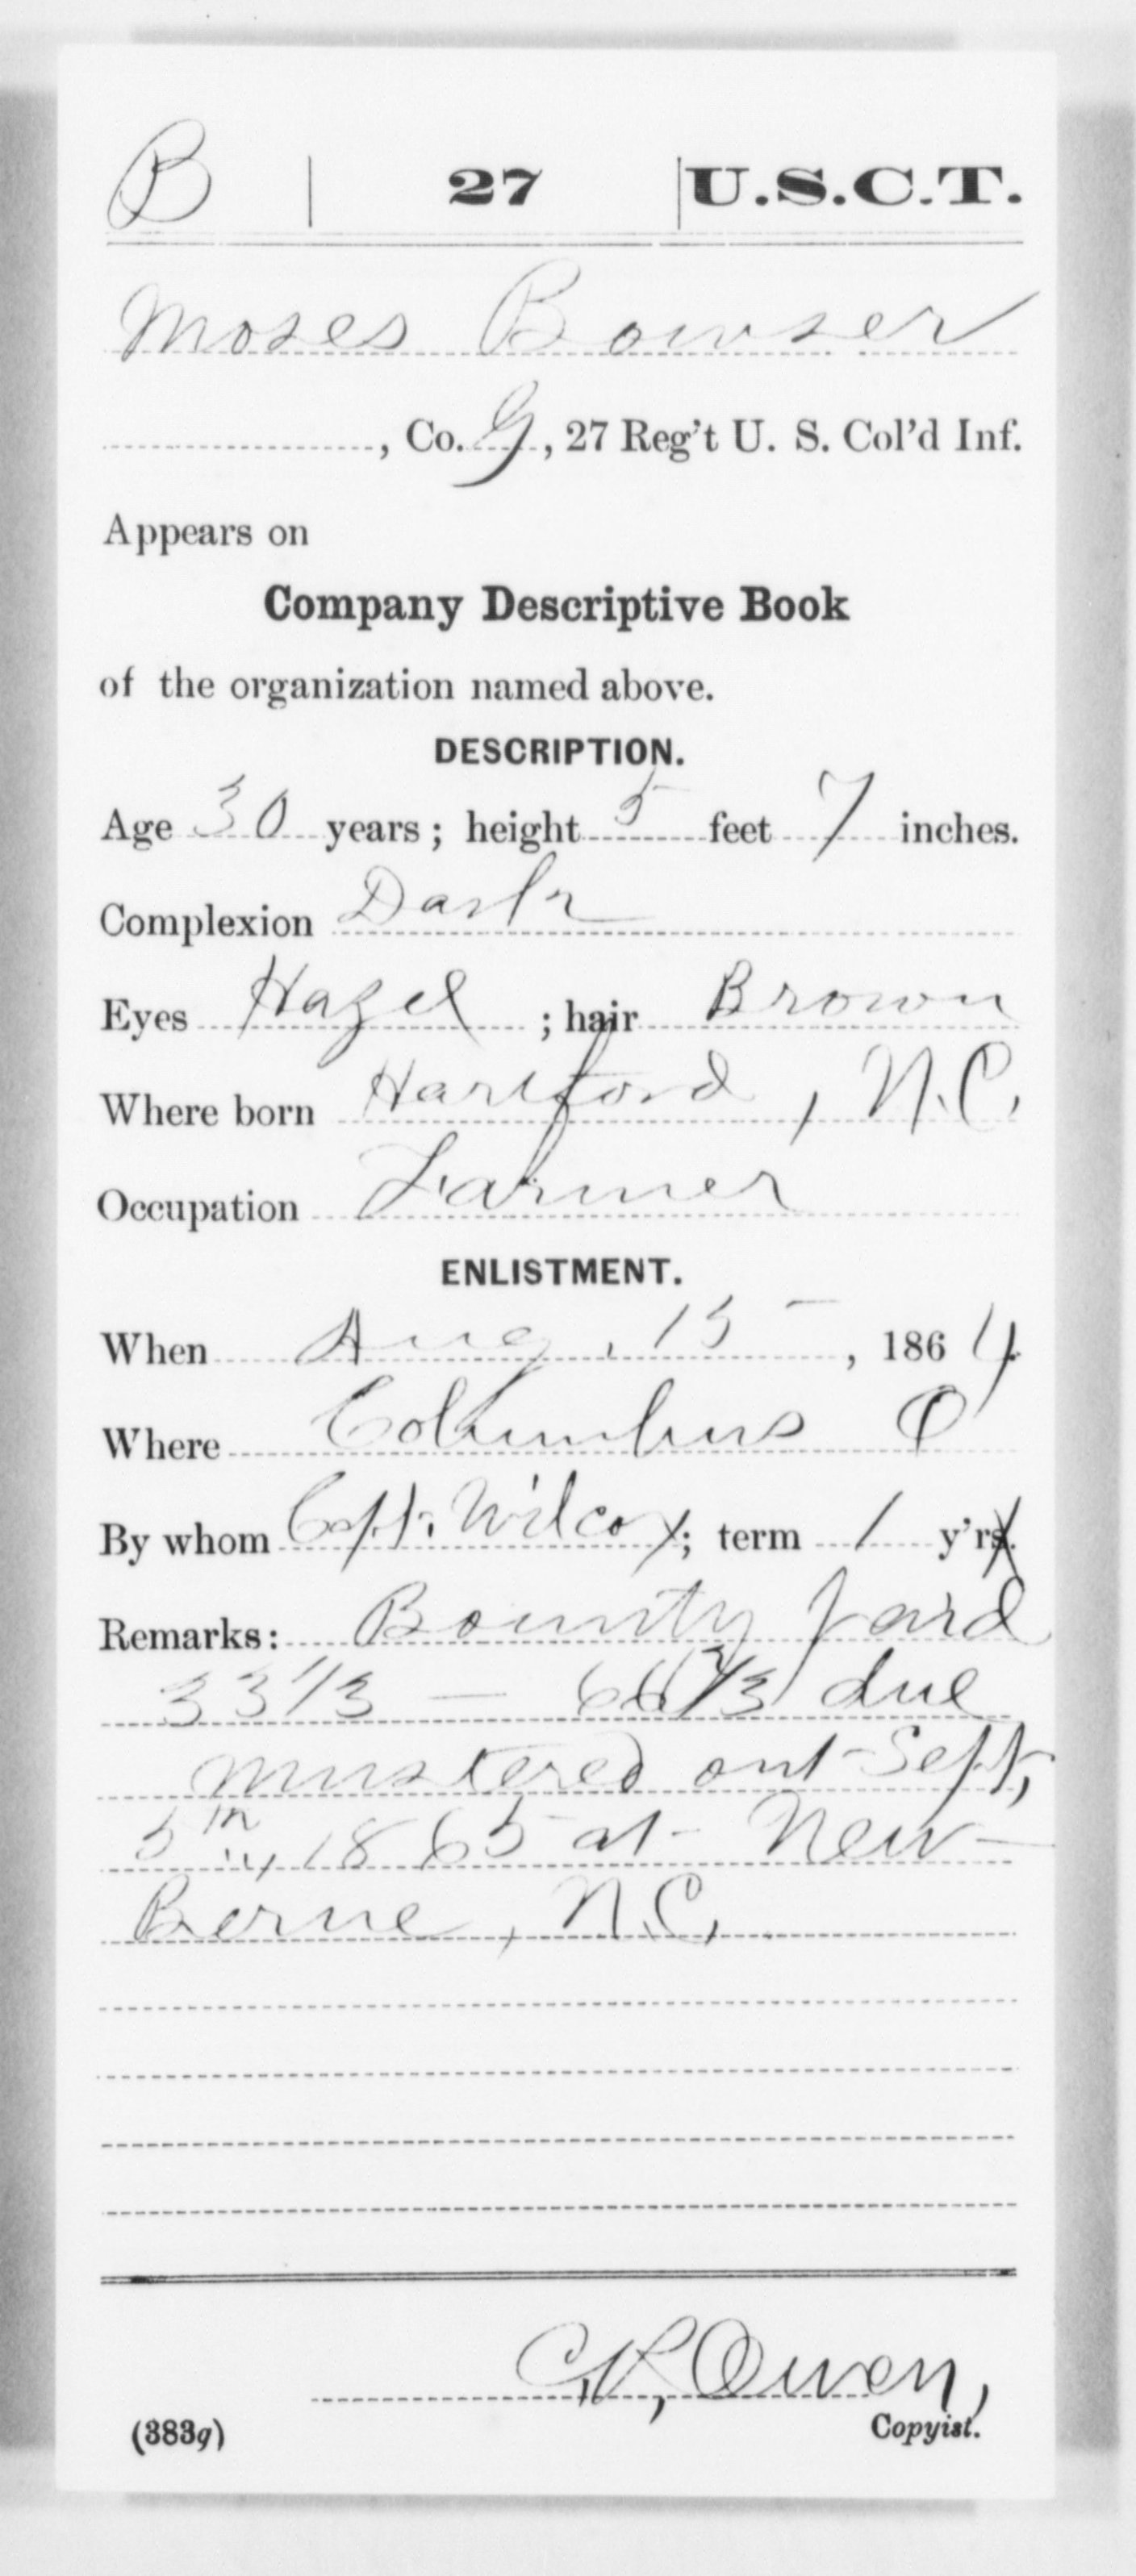 B | 27 | U.S.C.T.
Moses Bowser
, Co. G, 27 Reg't U. S. Col'd Inf.
Appears on
Company Descriptive Book
of the organization named above.
DESCRIPTION.
Age 30 years; height 5 feet 7 inches.
Complexion Dark
Eyes Hazel ; hair Brown
Where born Hartford, N.C.
Occupation Farmer
ENLISTMENT.
When Aug. 15, 1864.
Where Columbus O
By whom Capt. Wilcox; term 1 y'rs.
Remarks: Bounty paid
33 1/3 — 66 2/3 due
mustered out Sept,
5th, 1865 at New
Berne, N.C.
C.R, Owen,
(383g) Copyist.